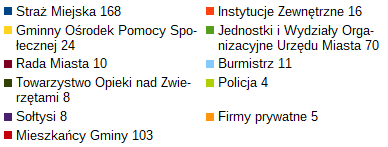 Straż Miejska 168
Instytucje Zewnętrzne 16
Gminny Ośrodek Pomocy Spo-
łecznej 24
Jednostki i Wydziały Orga-
nizacyjne Urzędu Miasta 70
Rada Miasta 10
Burmistrz 11
Towarzystwo Opieki nad Zwie-
rzętami 8
Policja 4
Sołtysi 8
Firmy prywatne 5
Mieszkańcy Gminy 103